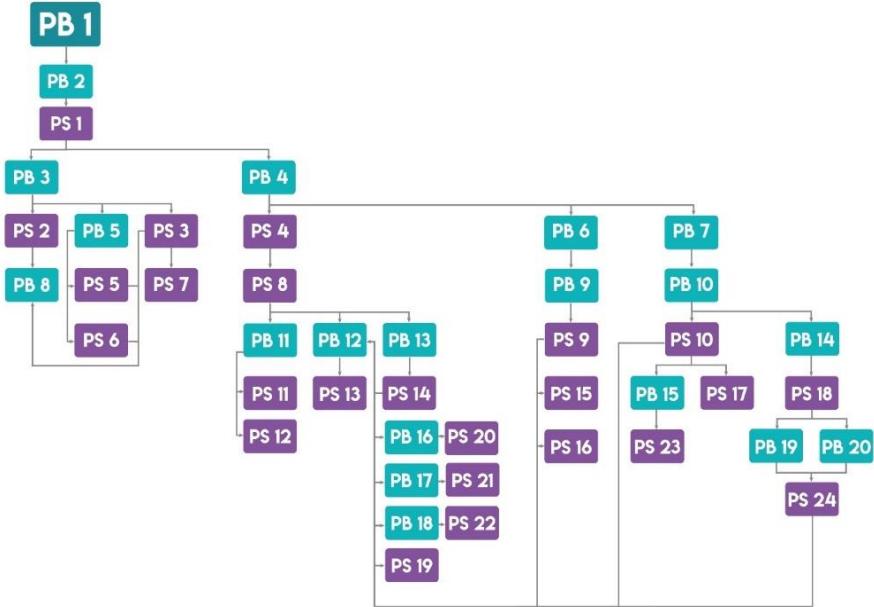 PB 1
PB 2
PS 1
PB 3
PB 4
PS 2
PB 5
PS 3
PS 4
PB 6
PB 7
PB 8
PS 5
PS 7
PS 8
PB 9
PB 10
PS 6
PB 11
PB 12
PB 13
PS 9
PS 10
PB 14
PS 11
PS 13
PS 14
PS 15
PB 15
PS 17
PS 18
PS 12
PB 16
PS 20
PS 16
PS 23
PB 19
PB 20
PB 17
PS 21
PS 24
PB 18
PS 22
PS 19